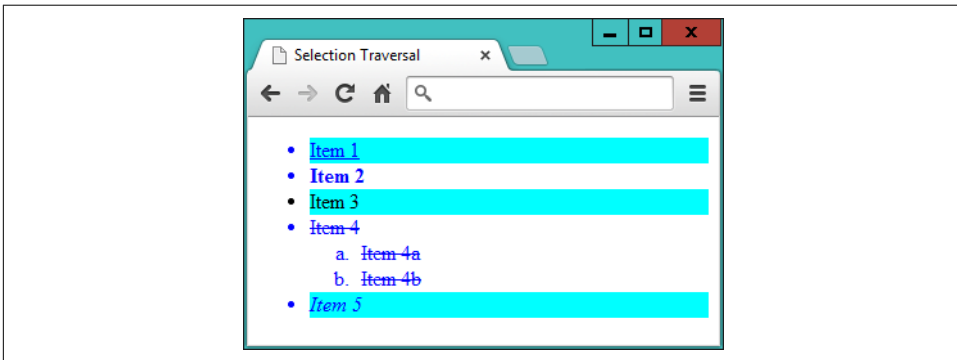 Selection Traversal
• Item 1
• Item 2
• Item 3
• Item 4
a. Item 4a
b. Item 4b
• Item 5